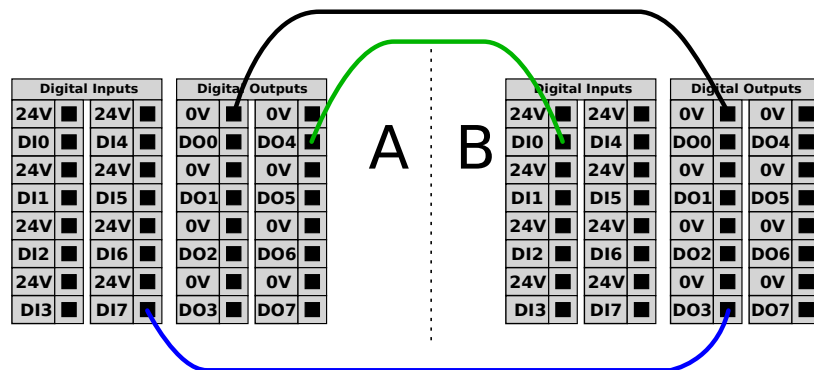 Digital Inputs Digital Outputs Digital Inputs Digital Outputs
24V 24V 0V 0V 24V 24V 0V 0V
DI0 DI4 DO0 DO4 A B DI0 DI4 DO0 DO4
24V 24V 0V 0V 24V 24V 0V 0V
DI1 DI5 DO1 DO5 DI1 DI5 DO1 DO5
24V 24V 0V 0V 24V 24V 0V 0V
DI2 DI6 DO2 DO6 DI2 DI6 DO2 DO6
24V 24V 0V 0V 24V 24V 0V 0V
DI3 DI7 DO3 DO7 DI3 DI7 DO3 DO7